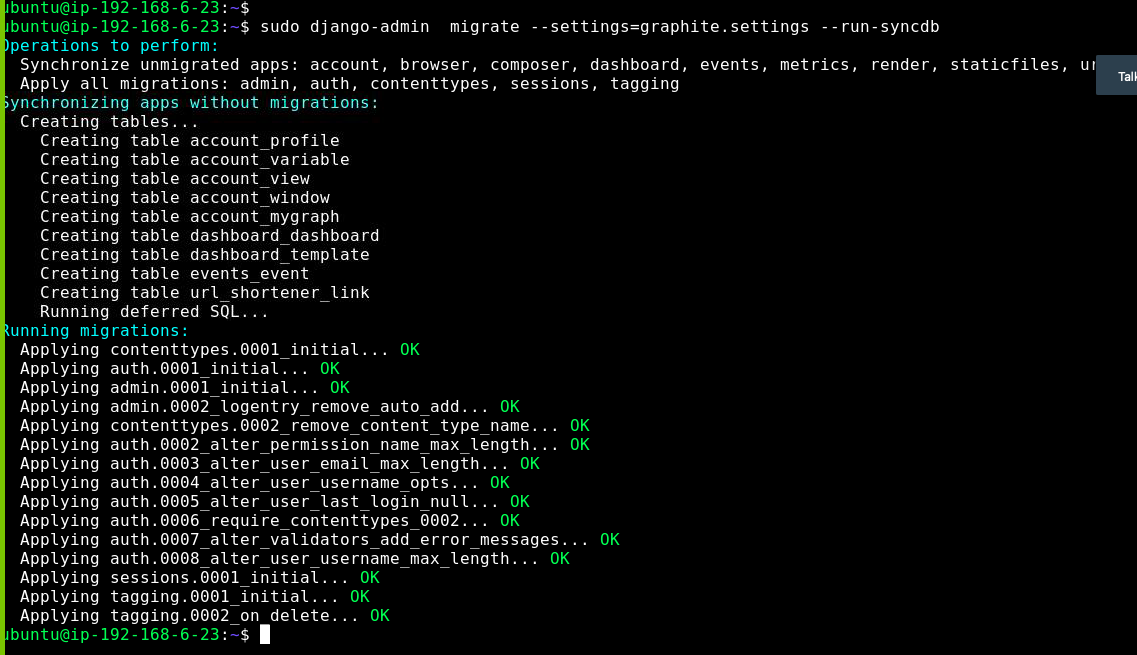 ubuntu@ip-192-168-6-23:~$
ubuntu@ip-192-168-6-23:~$ sudo django-admin  migrate --settings=graphite.settings --run-syncdb
Operations to perform:
  Synchronize unmigrated apps: account, browser, composer, dashboard, events, metrics, render, staticfiles, ur
Talk
  Apply all migrations: admin, auth, contenttypes, sessions, tagging
Synchronizing apps without migrations:
  Creating tables...
    Creating table account_profile
    Creating table account_variable
    Creating table account_view
    Creating table account_window
    Creating table account_mygraph
    Creating table dashboard_dashboard
    Creating table dashboard_template
    Creating table events_event
    Creating table url_shortener_link
    Running deferred SQL...
Running migrations:
  Applying contenttypes.0001_initial... OK
  Applying auth.0001_initial... OK
  Applying admin.0001_initial... OK
  Applying admin.0002_logentry_remove_auto_add... OK
  Applying contenttypes.0002_remove_content_type_name... OK
  Applying auth.0002_alter_permission_name_max_length... OK
  Applying auth.0003_alter_user_email_max_length... OK
  Applying auth.0004_alter_user_username_opts... OK
  Applying auth.0005_alter_user_last_login_null... OK
  Applying auth.0006_require_contenttypes_0002... OK
  Applying auth.0007_alter_validators_add_error_messages... OK
  Applying auth.0008_alter_user_username_max_length... OK
  Applying sessions.0001_initial... OK
  Applying tagging.0001_initial... OK
  Applying tagging.0002_on_delete... OK
ubuntu@ip-192-168-6-23:~$